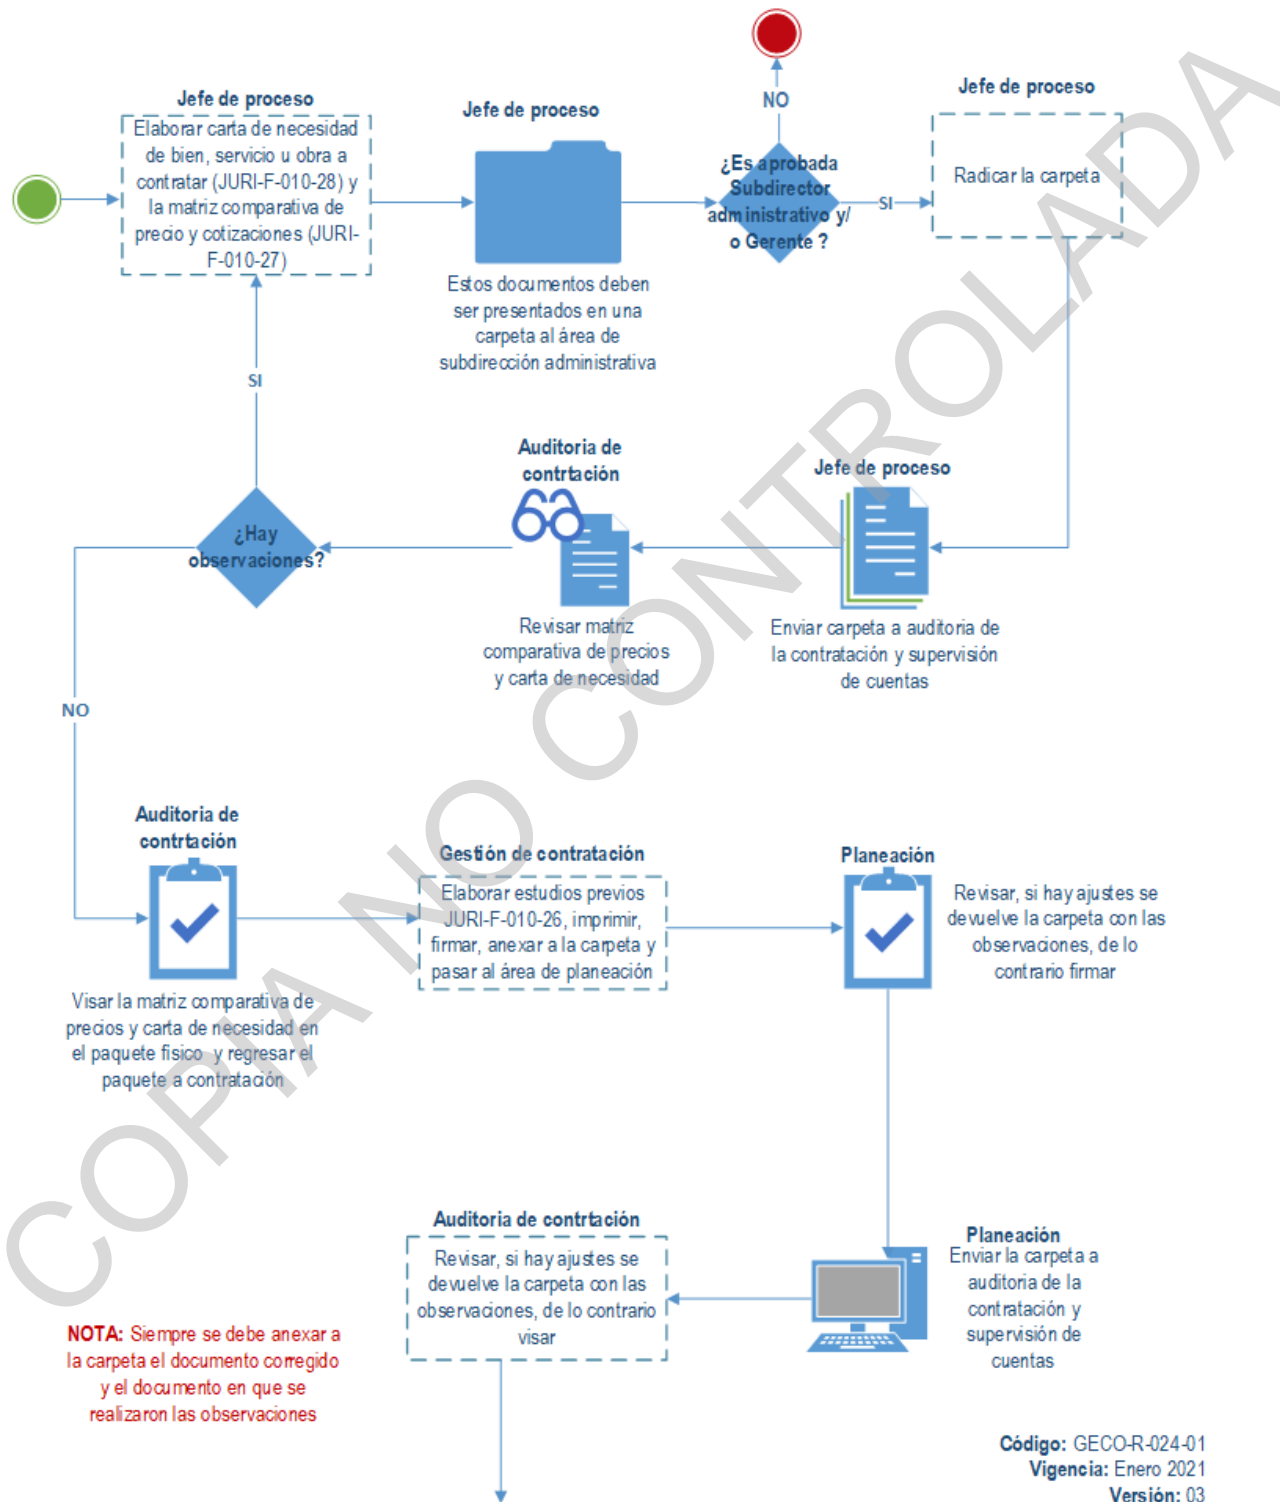 Jefe de proceso
Elaborar carta de necesidad
de bien, servicio u obra a
contratar (JURI-F-010-28) y
la matriz comparativa de
precio y cotizaciones (JURI-
F-010-27)
Jefe de proceso
Estos documentos deben
ser presentados en una
carpeta al área de
subdirección administrativa
NO
¿Es aprobada
Subdirector
administrativo y/
o Gerente ?
SI
Jefe de proceso
Radicar la carpeta
Jefe de proceso
Enviar carpeta a auditoria de
la contratación y supervisión
de cuentas
Auditoria de
contrtación
Revisar matriz
comparativa de precios
y carta de necesidad
¿Hay
observaciones?
SI
NO
Auditoria de
contrtación
Visar la matriz comparativa de
precios y carta de necesidad en
el paquete fisico y regresar el
paquete a contratación
Gestión de contratación
Elaborar estudios previos
JURI-F-010-26, imprimir,
firmar, anexar a la carpeta y
pasar al área de planeación
Planeación
Revisar, si hay ajustes se
devuelve la carpeta con las
observaciones, de lo
contrario firmar
Planeación
Enviar la carpeta a
auditoria de la
contratación y
supervisión de
cuentas
Auditoria de contrtación
Revisar, si hay ajustes se
devuelve la carpeta con las
observaciones, de lo contrario
visar
NOTA: Siempre se debe anexar a
la carpeta el documento corregido
y el documento en que se
realizaron las observaciones
Código: GECO-R-024-01
Vigencia: Enero 2021
Versión: 03
COPIA NO CONTROLADA